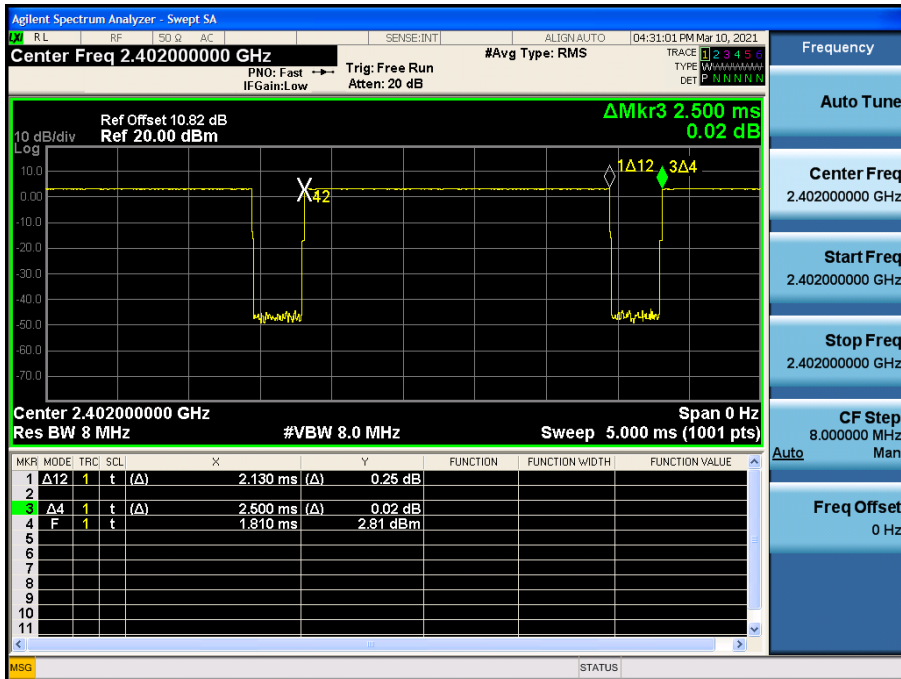 Agilent Spectrum Analyzer - Swept SA
LXI RL RF 50 Ω AC SENSE:INT ALIGN AUTO 04:31:01 PM Mar 10, 2021
Center Freq 2.402000000 GHz #Avg Type: RMS TRACE 1 2 3 4 5 6
PNO: Fast Trig: Free Run TYPE WWWWWW
IFGain:Low Atten: 20 dB DET P N N N N N
ΔMkr3 2.500 ms
Ref Offset 10.82 dB
10 dB/div Ref 20.00 dBm 0.02 dB
Log
10.0
0.00
-10.0
-20.0
-30.0
-40.0
-50.0
-60.0
-70.0
1Δ12 3Δ4
42
Center 2.402000000 GHz Span 0 Hz
Res BW 8 MHz #VBW 8.0 MHz Sweep 5.000 ms (1001 pts)
MKR MODE TRC SCL X Y FUNCTION FUNCTION WIDTH FUNCTION VALUE
1 Δ12 1 t (Δ) 2.130 ms (Δ) 0.25 dB
2
3 Δ4 1 t (Δ) 2.500 ms (Δ) 0.02 dB
4 F 1 t 1.810 ms 2.81 dBm
5
6
7
8
9
10
11
MSG STATUS
Frequency
Auto Tune
Center Freq
2.402000000 GHz
Start Freq
2.402000000 GHz
Stop Freq
2.402000000 GHz
CF Step
8.000000 MHz
Auto Man
Freq Offset
0 Hz